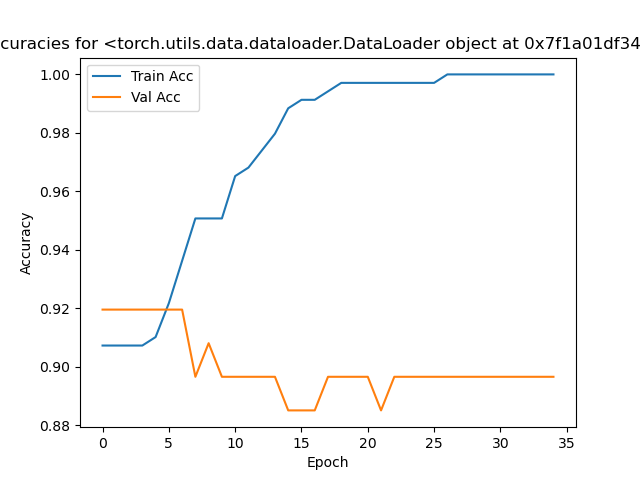 curacies for <torch.utils.data.dataloader.DataLoader object at 0x7f1a01df34
Train Acc
Val Acc
1.00
0.98
0.96
0.94
0.92
0.90
0.88
Accuracy
0 5 10 15 20 25 30 35
Epoch